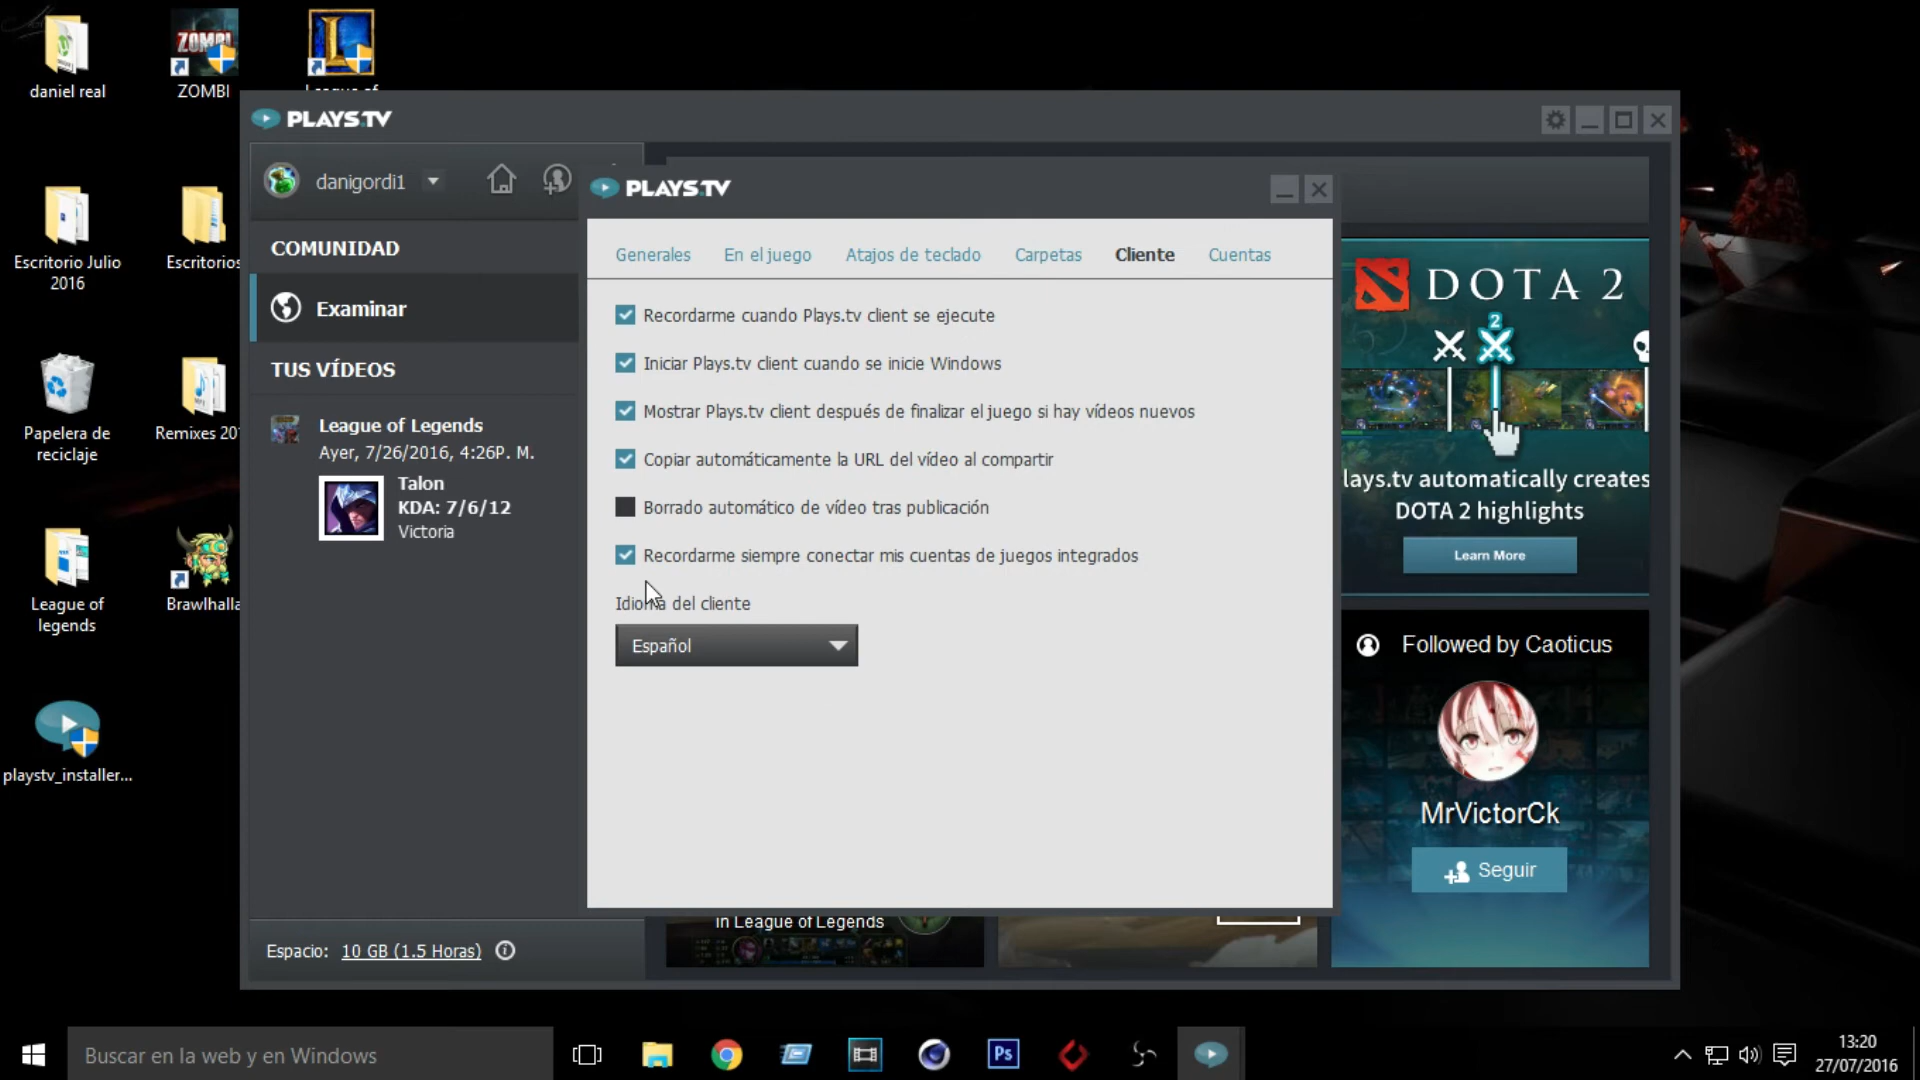 daniel real
ZOMBI
League of
Escritorio Julio
2016
Escritorios
Papelera de
reciclaje
Remixes 20
League of
legends
Brawlhalla
playstv_installer...
PLAYS.TV
danigordi1
COMUNIDAD
Examinar
TUS VÍDEOS
League of Legends
Ayer, 7/26/2016, 4:26P. M.
Talon
KDA: 7/6/12
Victoria
Espacio: 10 GB (1.5 Horas)
PLAYS.TV
Generales En el juego Atajos de teclado Carpetas Cliente Cuentas
Recordarme cuando Plays.tv client se ejecute
Iniciar Plays.tv client cuando se inicie Windows
Mostrar Plays.tv client después de finalizar el juego si hay vídeos nuevos
Copiar automáticamente la URL del vídeo al compartir
Borrado automático de vídeo tras publicación
Recordarme siempre conectar mis cuentas de juegos integrados
Idioma del cliente
Español
in League of Legends
DOTA 2
2
lays.tv automatically creates
DOTA 2 highlights
Learn More
Followed by Caoticus
MrVictorCk
Seguir
Buscar en la web y en Windows
Ps
13:20
27/07/2016